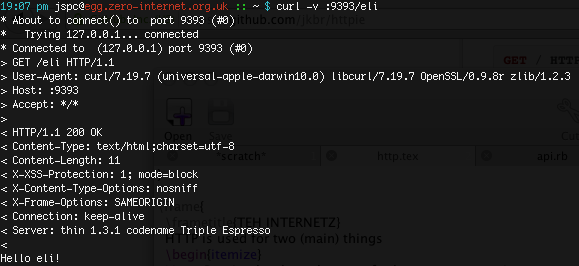 19:07 pm jspc@egg.zero-internet.org.uk :: ~ $ curl -v :9393/eli
* About to connect() to  port 9393 (#0)
*   Trying 127.0.0.1... connected
* Connected to  (127.0.0.1) port 9393 (#0)
> GET /eli HTTP/1.1
> User-Agent: curl/7.19.7 (universal-apple-darwin10.0) libcurl/7.19.7 OpenSSL/0.9.8r zlib/1.2.3
> Host: :9393
> Accept: */*
>
< HTTP/1.1 200 OK
< Content-Type: text/html;charset=utf-8
< Content-Length: 11
< X-XSS-Protection: 1; mode=block
< X-Content-Type-Options: nosniff
< X-Frame-Options: SAMEORIGIN
< Connection: keep-alive
< Server: thin 1.3.1 codename Triple Espresso
<
Hello eli!
github.com/jkbr/httpie
GET / HTTP
Open Save
*scratch* http.tex api.rb
\frametitle{TEH INTERNETZ}
HTTP is used for two (main) things
\begin{itemize}